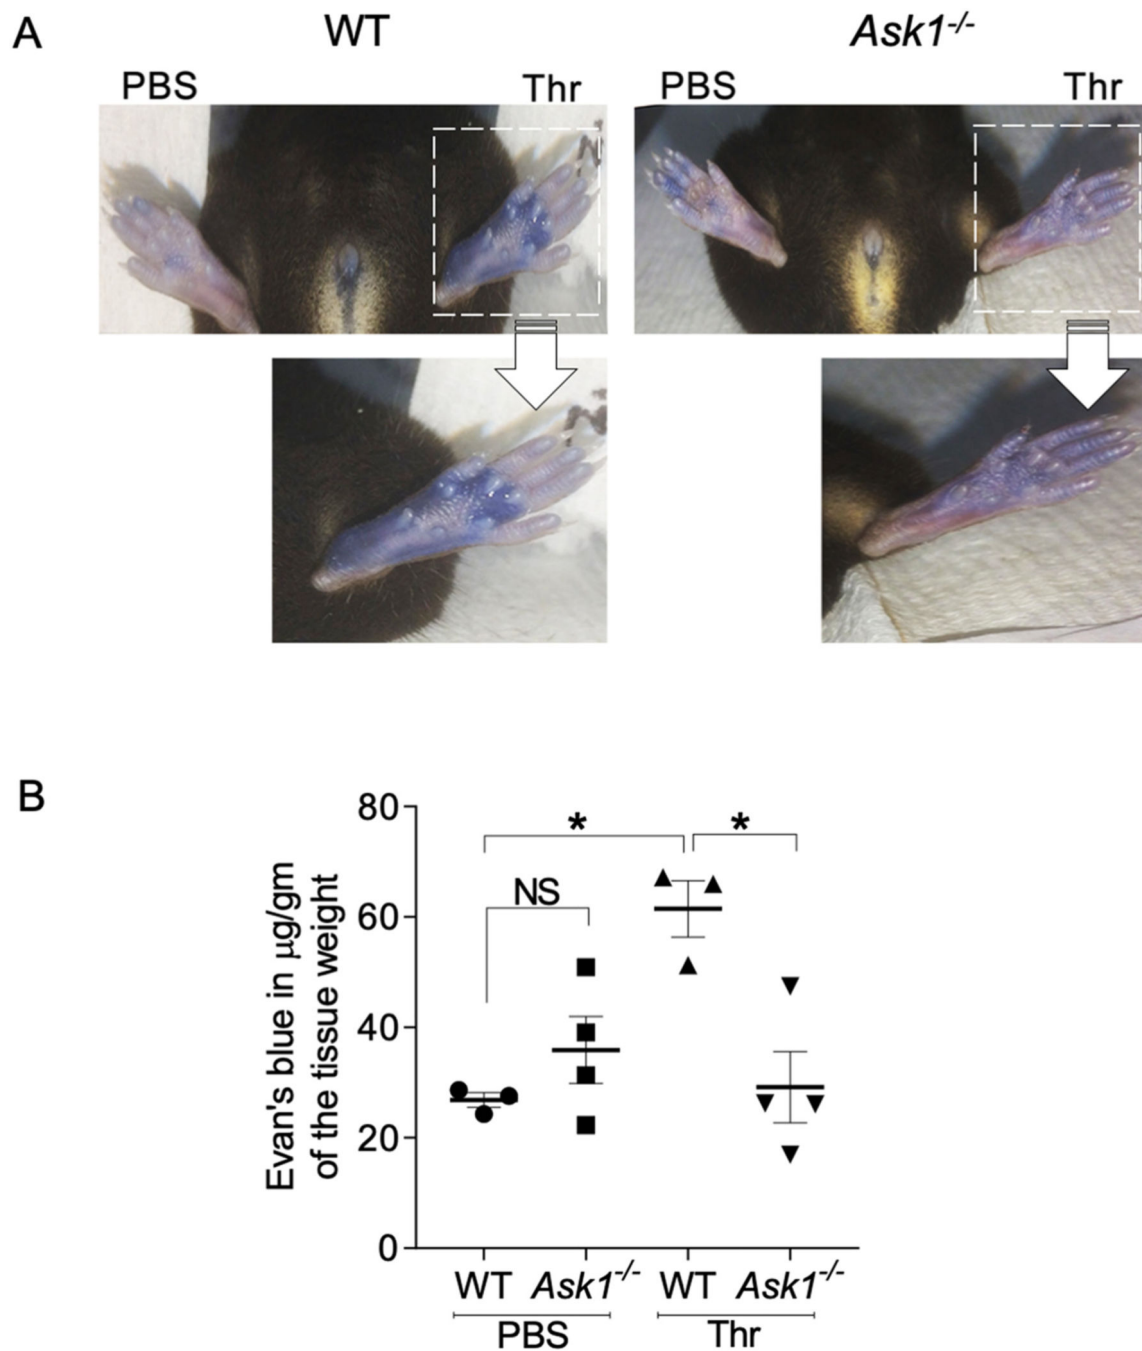 A
WT
Ask1-/-
PBS
Thr
PBS
Thr
B
Evan's blue in µg/gm
of the tissue weight
80
60
40
20
0
*
*
NS
WT
Ask1-/-
WT
Ask1-/-
PBS
Thr